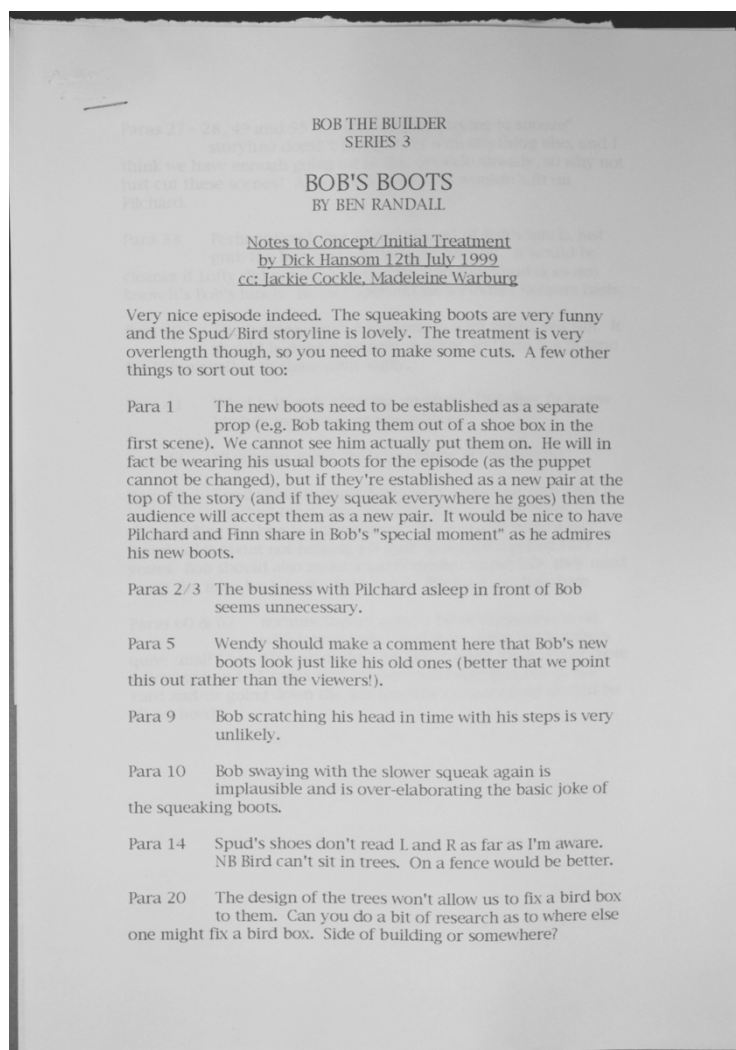 BOB THE BUILDER
SERIES 3
BOB'S BOOTS
BY BEN RANDALL
Notes to Concept/Initial Treatment
by Dick Hansom 12th July 1999
cc: Jackie Cockle, Madeleine Warburg
Very nice episode indeed. The squeaking boots are very funny
and the Spud/Bird storyline is lovely. The treatment is very
overlength though, so you need to make some cuts. A few other
things to sort out too:
Para 1 The new boots need to be established as a separate
prop (e.g. Bob taking them out of a shoe box in the
first scene). We cannot see him actually put them on. He will in
fact be wearing his usual boots for the episode (as the puppet
cannot be changed), but if they're established as a new pair at the
top of the story (and if they squeak everywhere he goes) then the
audience will accept them as a new pair. It would be nice to have
Pilchard and Finn share in Bob's "special moment" as he admires
his new boots.
Paras 2/3 The business with Pilchard asleep in front of Bob
seems unnecessary.
Para 5 Wendy should make a comment here that Bob's new
boots look just like his old ones (better that we point
this out rather than the viewers!).
Para 9 Bob scratching his head in time with his steps is very
unlikely.
Para 10 Bob swaying with the slower squeak again is
implausible and is over-elaborating the basic joke of
the squeaking boots.
Para 14 Spud's shoes don't read L and R as far as I'm aware.
NB Bird can't sit in trees. On a fence would be better.
Para 20 The design of the trees won't allow us to fix a bird box
to them. Can you do a bit of research as to where else
one might fix a bird box. Side of building or somewhere?